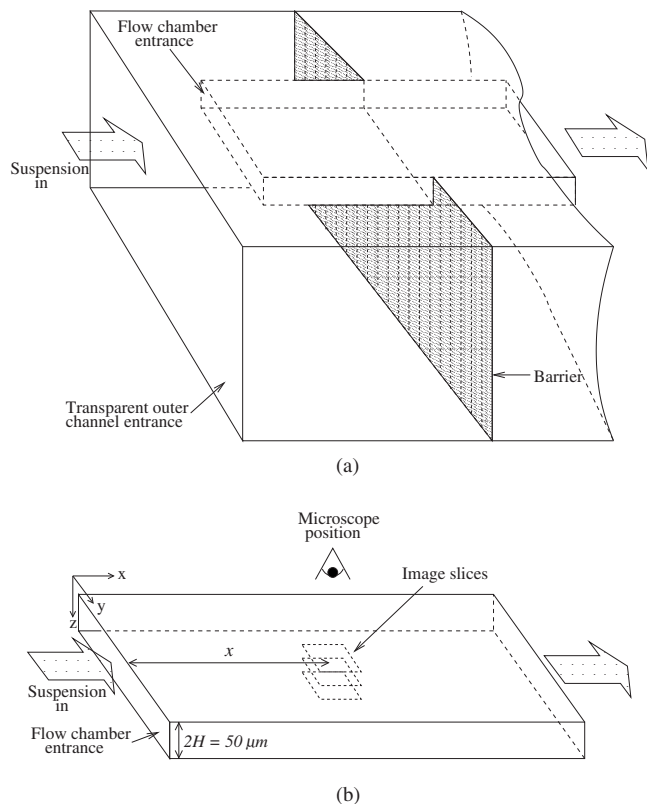 Flow chamber
entrance
Suspension
in
Barrier
Transparent outer
channel entrance
(a)
Microscope
position
Image slices
x
y
z
x
Suspension
in
Flow chamber
entrance
2H = 50 μm
(b)